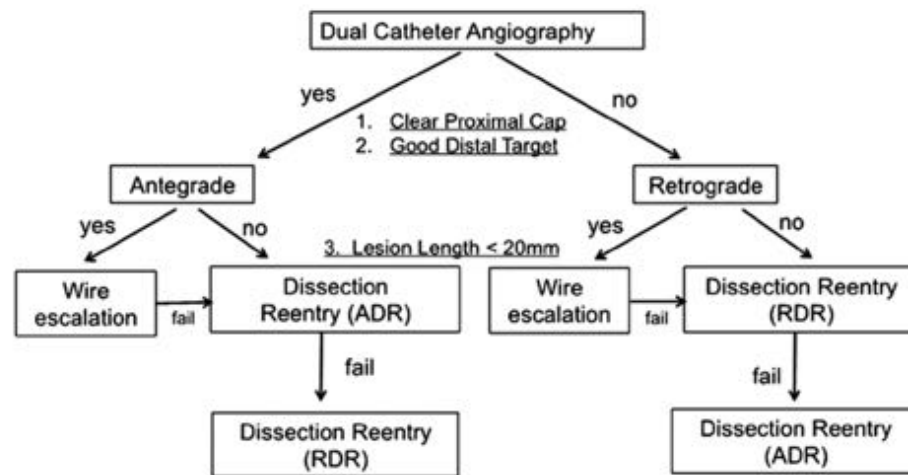 Dual Catheter Angiography
yes
no
1. Clear Proximal Cap
2. Good Distal Target
Antegrade
Retrograde
yes
no
3. Lesion Length < 20mm
yes
no
Wire
escalation
fail
Dissection
Reentry (ADR)
Wire
escalation
fail
Dissection Reentry
(RDR)
fail
fail
Dissection Reentry
(RDR)
Dissection Reentry
(ADR)